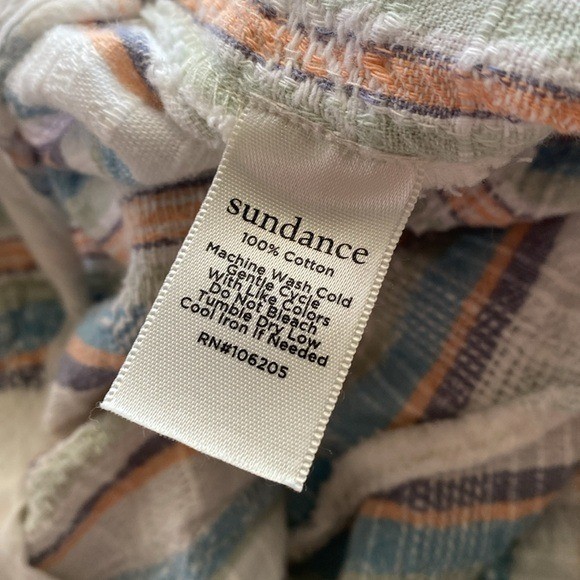 sundance
100% Cotton
Machine Wash Cold
Gentle Cycle
With Like Colors
Do Not Bleach
Tumble Dry Low
Cool Iron If Needed
RN#106205